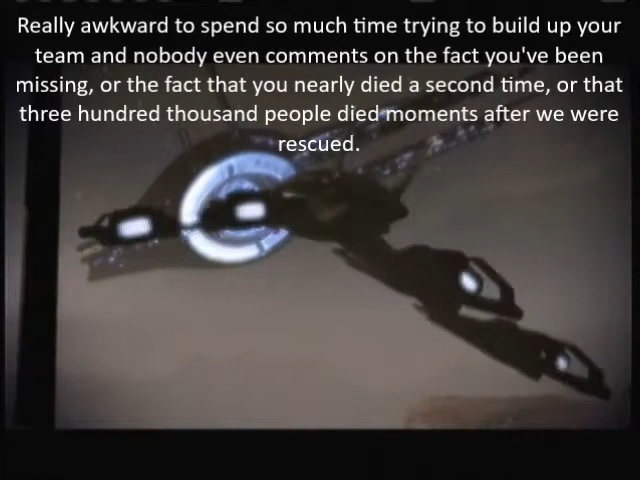 Really awkward to spend so much time trying to build up your
team and nobody even comments on the fact you've been
missing, or the fact that you nearly died a second time, or that
three hundred thousand people died moments after we were
rescued.